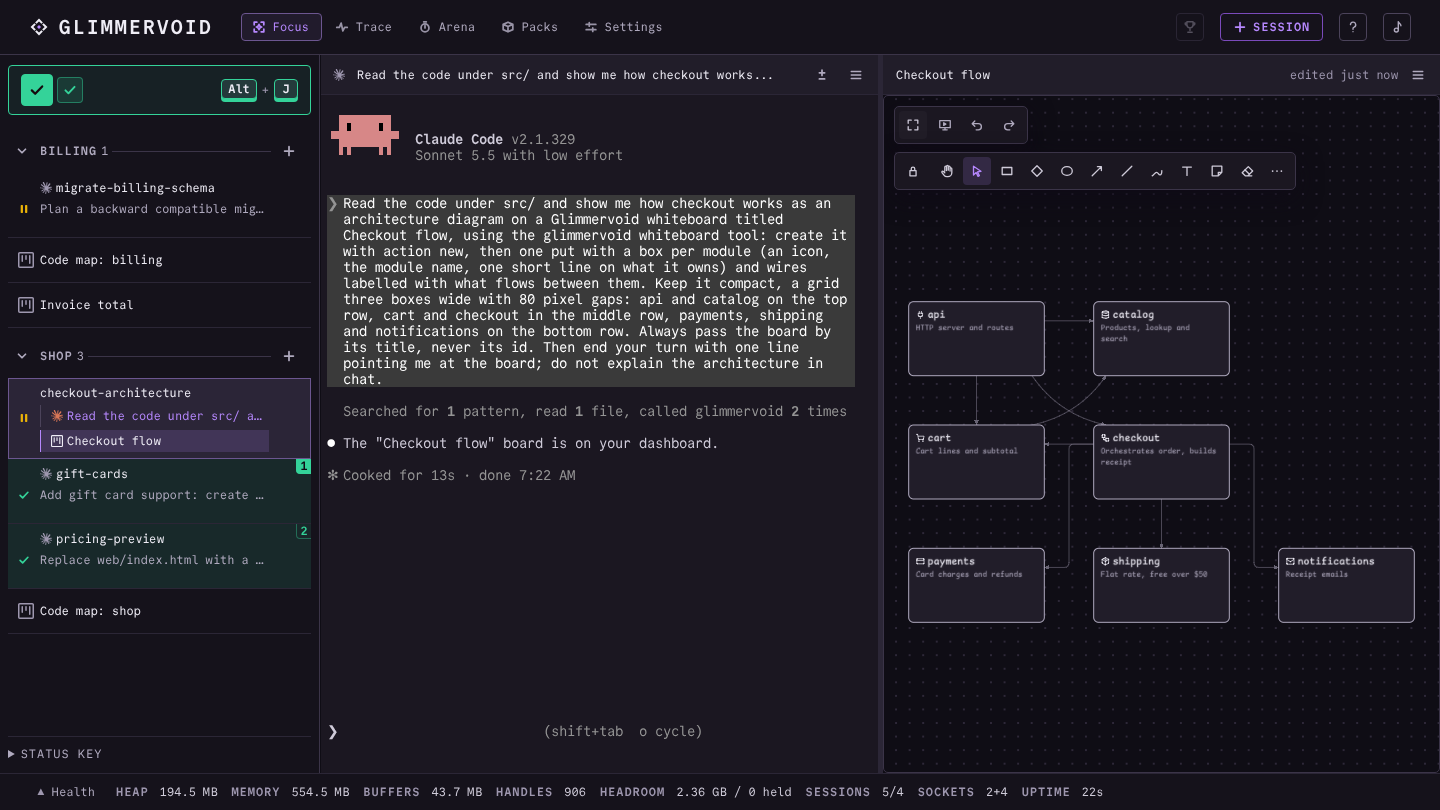 GLIMMERVOID
Focus
Trace
Arena
Packs
Settings
SESSION
?
Alt + J
BILLING 1
migrate-billing-schema
Plan a backward compatible mig…
Code map: billing
Invoice total
SHOP 3
checkout-architecture
Read the code under src/ a…
Checkout flow
1
gift-cards
Add gift card support: create …
2
pricing-preview
Replace web/index.html with a …
Code map: shop
STATUS KEY
Read the code under src/ and show me how checkout works...
Claude Code v2.1.329
Sonnet 5.5 with low effort
❯ Read the code under src/ and show me how checkout works as an
architecture diagram on a Glimmervoid whiteboard titled
Checkout flow, using the glimmervoid whiteboard tool: create it
with action new, then one put with a box per module (an icon,
the module name, one short line on what it owns) and wires
labelled with what flows between them. Keep it compact, a grid
three boxes wide with 80 pixel gaps: api and catalog on the top
row, cart and checkout in the middle row, payments, shipping
and notifications on the bottom row. Always pass the board by
its title, never its id. Then end your turn with one line
pointing me at the board; do not explain the architecture in
chat.
Searched for 1 pattern, read 1 file, called glimmervoid 2 times
● The "Checkout flow" board is on your dashboard.
✻ Cooked for 13s · done 7:22 AM
❯ (shift+tab  o cycle)
Checkout flow
edited just now
api
HTTP server and routes
catalog
Products, lookup and
search
cart
Cart lines and subtotal
checkout
Orchestrates order, builds
receipt
payments
Card charges and refunds
shipping
Flat rate, free over $50
notifications
Receipt emails
▲ Health HEAP 194.5 MB MEMORY 554.5 MB BUFFERS 43.7 MB HANDLES 906 HEADROOM 2.36 GB / 0 held SESSIONS 5/4 SOCKETS 2+4 UPTIME 22s